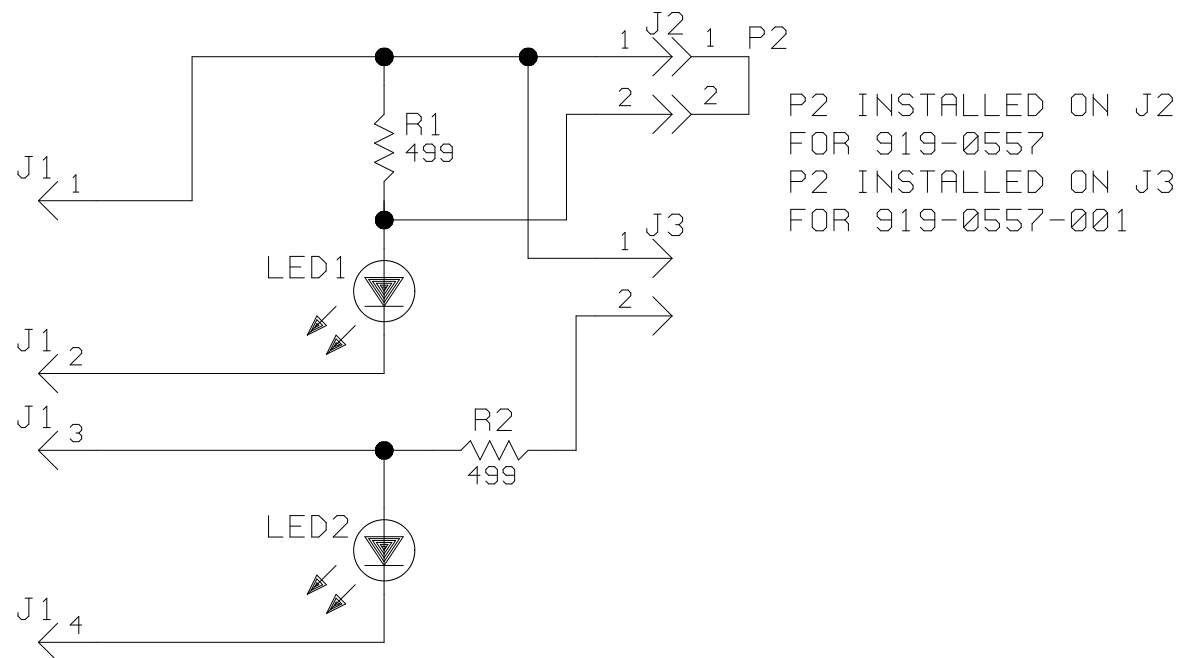 J2
1
1
P2
2
2
P2 INSTALLED ON J2
FOR 919-0557
P2 INSTALLED ON J3
FOR 919-0557-001
R1
499
J1
1
J3
1
LED1
2
J1
2
J1
3
R2
499
LED2
J1
4